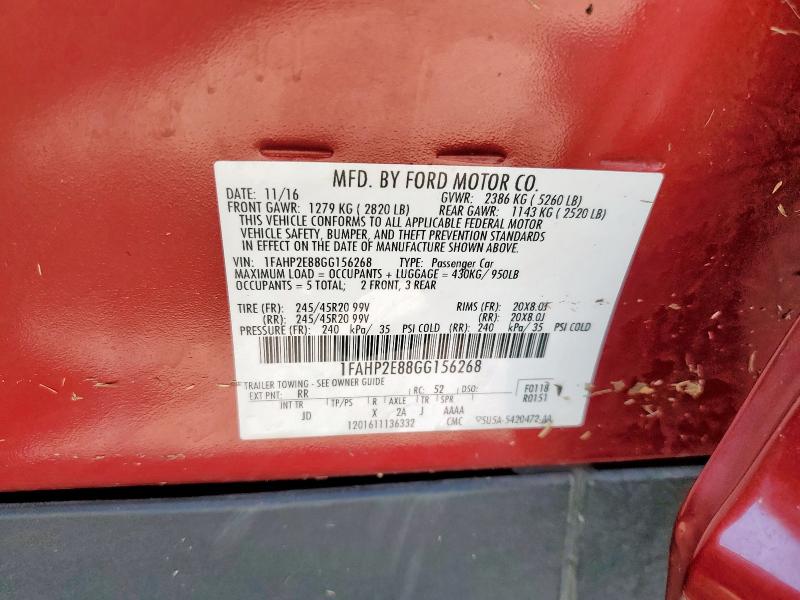 MFD. BY FORD MOTOR CO.
DATE: 11/16 GVWR: 2386 KG ( 5260 LB)
FRONT GAWR: 1279 KG ( 2820 LB) REAR GAWR: 1143 KG ( 2520 LB)
THIS VEHICLE CONFORMS TO ALL APPLICABLE FEDERAL MOTOR
VEHICLE SAFETY, BUMPER, AND THEFT PREVENTION STANDARDS
IN EFFECT ON THE DATE OF MANUFACTURE SHOWN ABOVE.
VIN: 1FAHP2E88GG156268 TYPE: Passenger Car
MAXIMUM LOAD = OCCUPANTS + LUGGAGE = 430KG/ 950LB
OCCUPANTS = 5 TOTAL; 2 FRONT, 3 REAR
TIRE (FR): 245/45R20 99V RIMS (FR): 20X8.0J
(RR): 245/45R20 99V (RR): 20X8.0J
PRESSURE (FR): 240 kPa/ 35 PSI COLD (RR): 240 kPa/ 35 PSI COLD
1FAHP2E88GG156268
TRAILER TOWING - SEE OWNER GUIDE
EXT PNT: RR RC: 52 DSO: F0118
INT TR TP/PS R AXLE TR SPR R0151
JD X 2A J AAAA
1201611136332 CMC 5U5A-5420472-AA